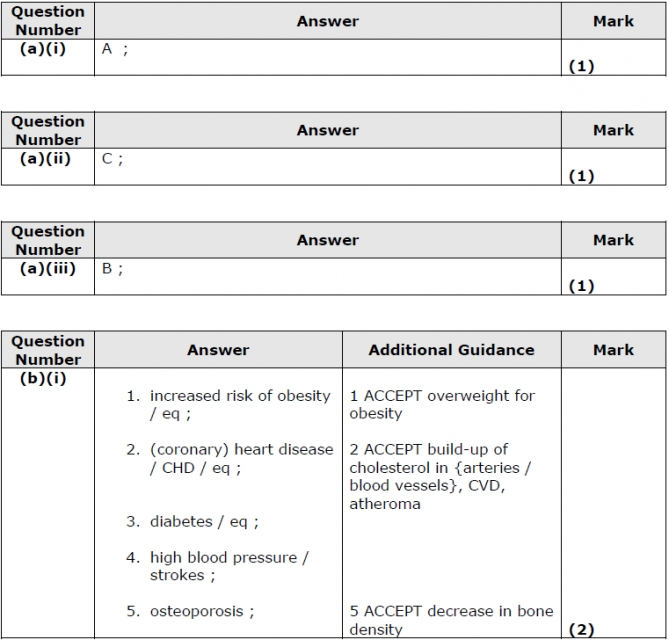 Question Number Answer Mark
(a)(i) A ;
(1)
Question Number Answer Mark
(a)(ii) C ;
(1)
Question Number Answer Mark
(a)(iii) B ;
(1)
Question Number Answer Additional Guidance Mark
(b)(i)
1. increased risk of obesity 1 ACCEPT overweight for
/ eq ; obesity
2. (coronary) heart disease 2 ACCEPT build-up of
/ CHD / eq ; cholesterol in {arteries /
blood vessels}, CVD,
atheroma
3. diabetes / eq ;
4. high blood pressure /
strokes ;
5. osteoporosis ; 5 ACCEPT decrease in bone
density (2)